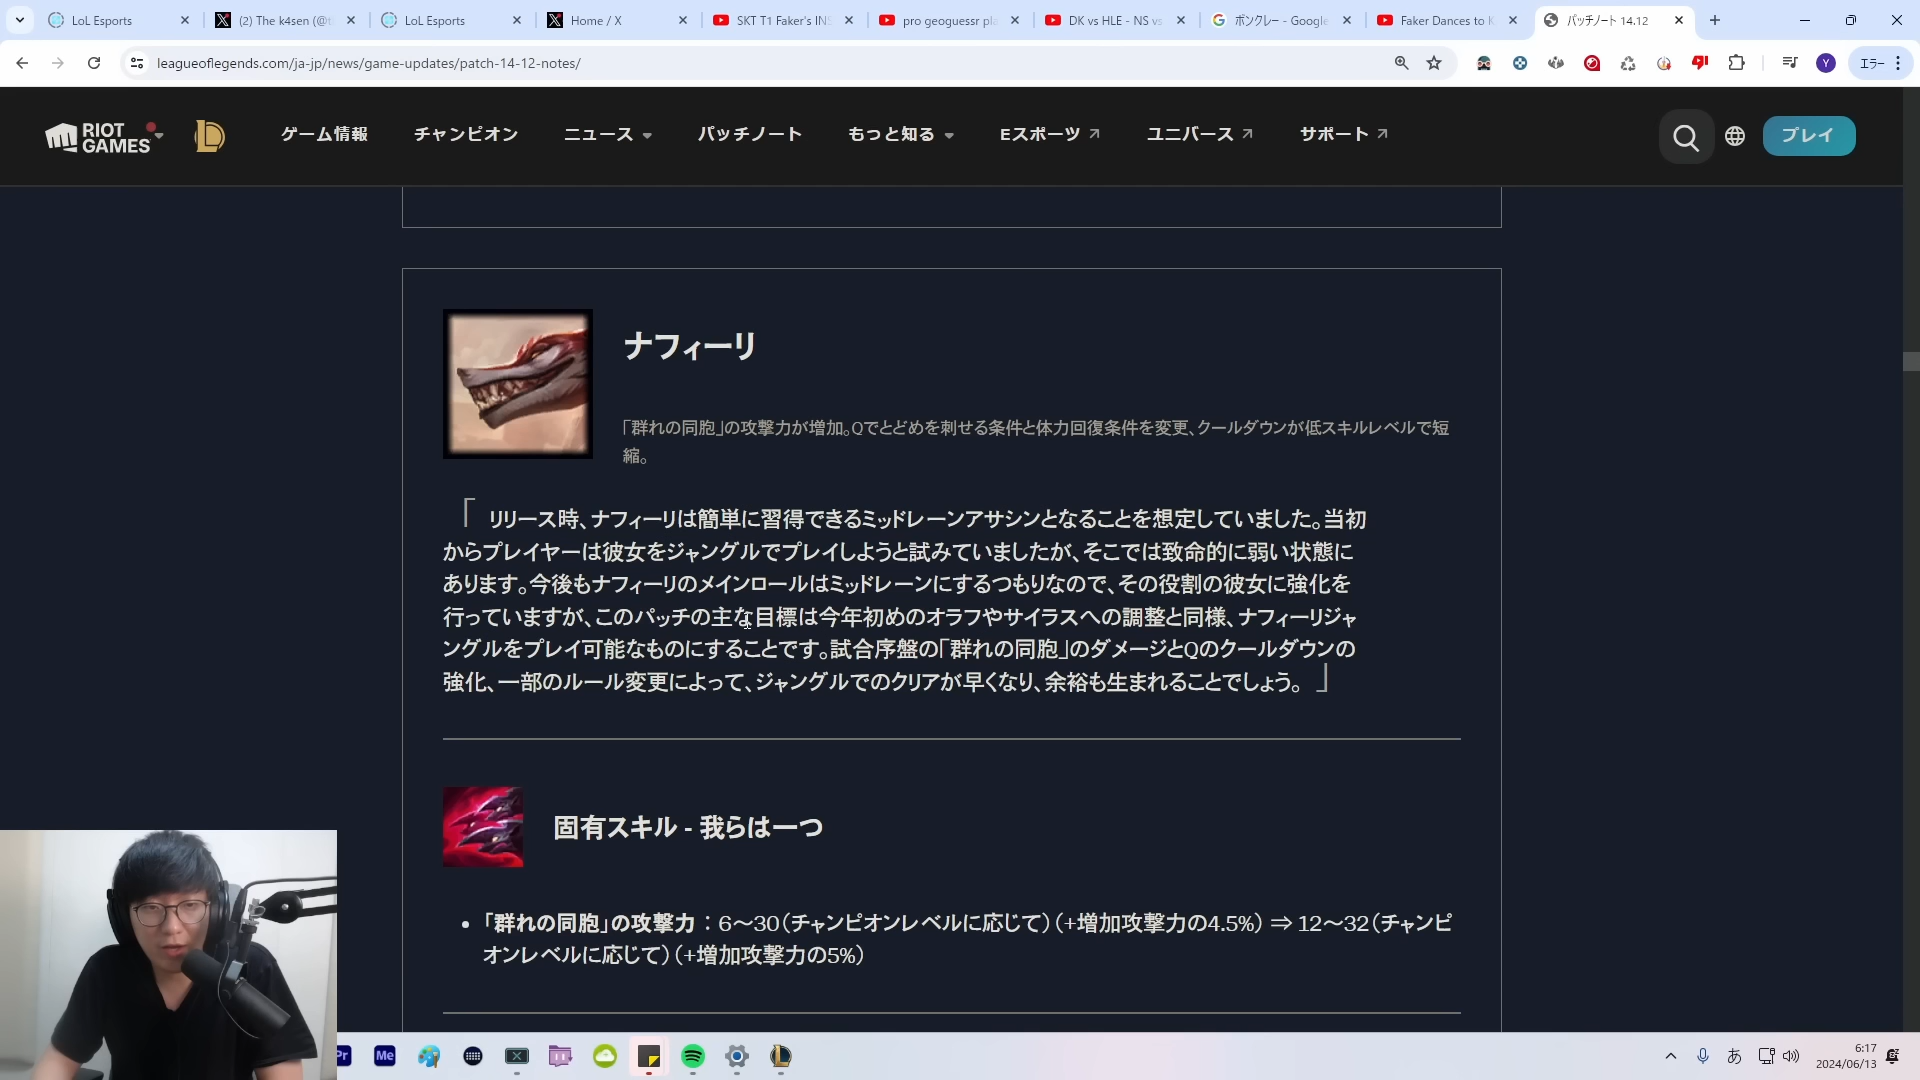 LoL Esports
(2) The k4sen (@t
LoL Esports
Home / X
SKT T1 Faker's INS
pro geoguessr pla
DK vs HLE - NS vs
ボンクレー - Google
Faker Dances to K
パッチノート 14.12
leagueoflegends.com/ja-jp/news/game-updates/patch-14-12-notes/
Y
エラー
RIOT GAMES
ゲーム情報
チャンピオン
ニュース
パッチノート
もっと知る
Eスポーツ
ユニバース
サポート
プレイ
ナフィーリ
「群れの同胞」の攻撃力が増加。Qでとどめを刺せる条件と体力回復条件を変更、クールダウンが低スキルレベルで短
縮。
「 リリース時、ナフィーリは簡単に習得できるミッドレーンアサシンとなることを想定していました。当初
からプレイヤーは彼女をジャングルでプレイしようと試みていましたが、そこでは致命的に弱い状態に
あります。今後もナフィーリのメインロールはミッドレーンにするつもりなので、その役割の彼女に強化を
行っていますが、このパッチの主な目標は今年初めのオラフやサイラスへの調整と同様、ナフィーリジャ
ングルをプレイ可能なものにすることです。試合序盤の「群れの同胞」のダメージとQのクールダウンの
強化、一部のルール変更によって、ジャングルでのクリアが早くなり、余裕も生まれることでしょう。 」
固有スキル - 我らは一つ
• 「群れの同胞」の攻撃力：6～30（チャンピオンレベルに応じて）（+増加攻撃力の4.5%） ⇒ 12～32（チャンピ
オンレベルに応じて）（+増加攻撃力の5%）
Pr
Me
あ
6:17
2024/06/13